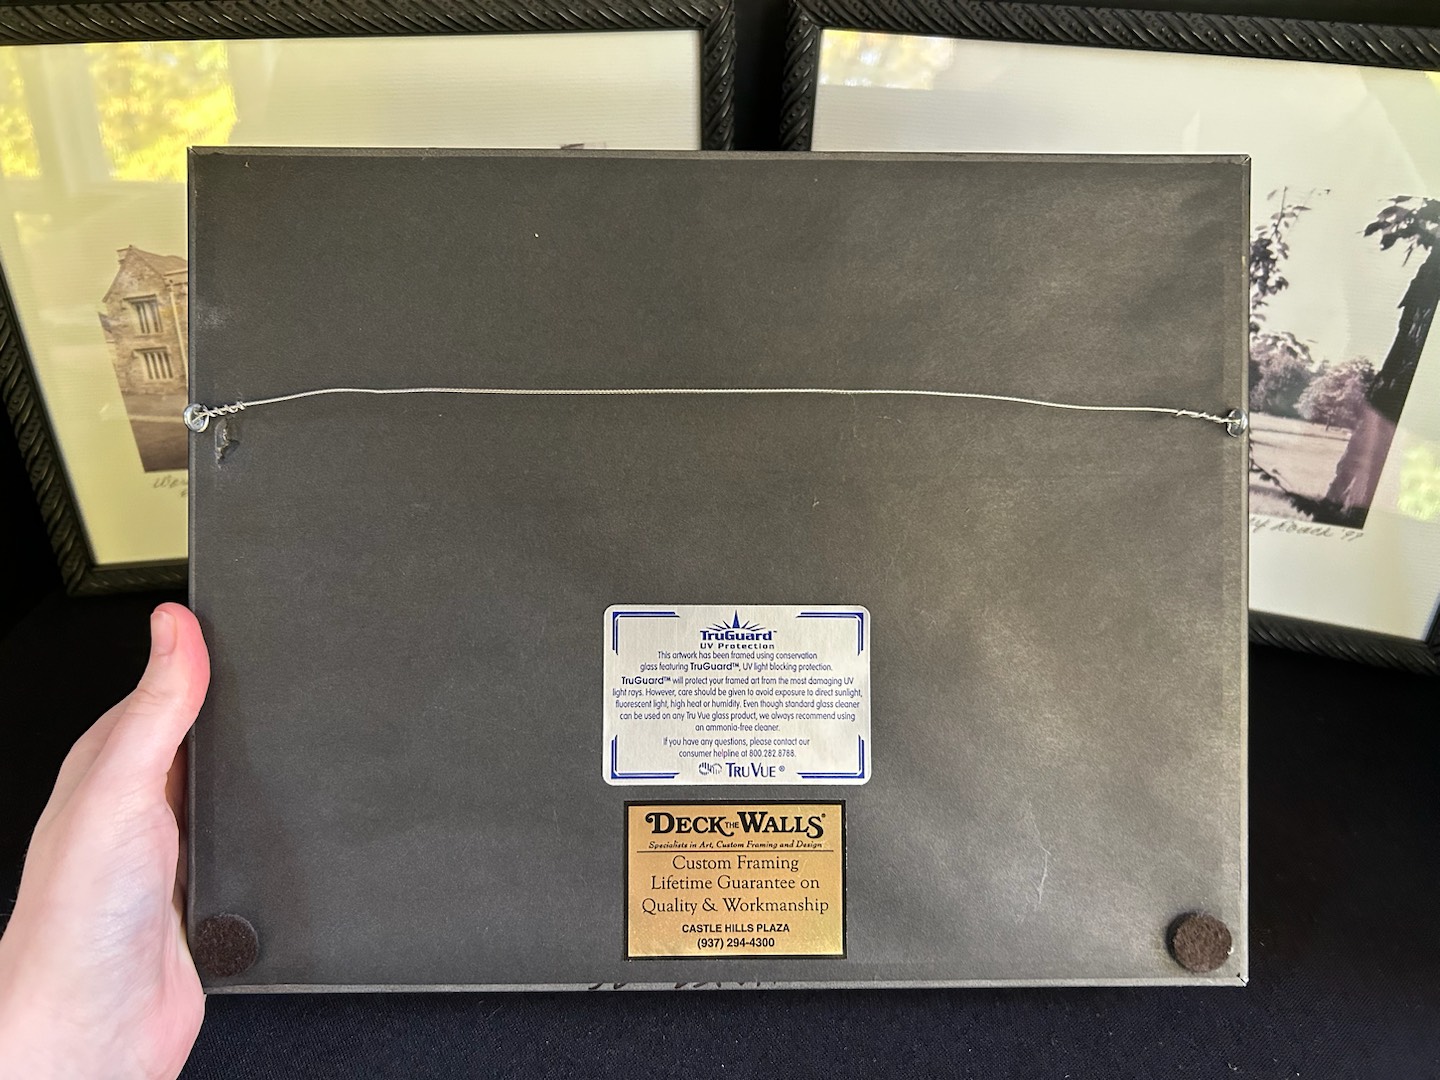 TruGuard™
UV Protection
This artwork has been framed using conservation
glass featuring TruGuard™, UV light blocking protection.
TruGuard™ will protect your framed art from the most damaging UV
light rays. However, care should be given to avoid exposure to direct sunlight,
fluorescent light, high heat or humidity. Even though standard glass cleaner
can be used on any Tru Vue glass product, we always recommend using
an ammonia-free cleaner.
If you have any questions, please contact our
consumer helpline at 800.282.8788.
TRU VUE®
DECK THE WALLS®
Specialists in Art, Custom Framing and Design
Custom Framing
Lifetime Guarantee on
Quality & Workmanship
CASTLE HILLS PLAZA
(937) 294-4300